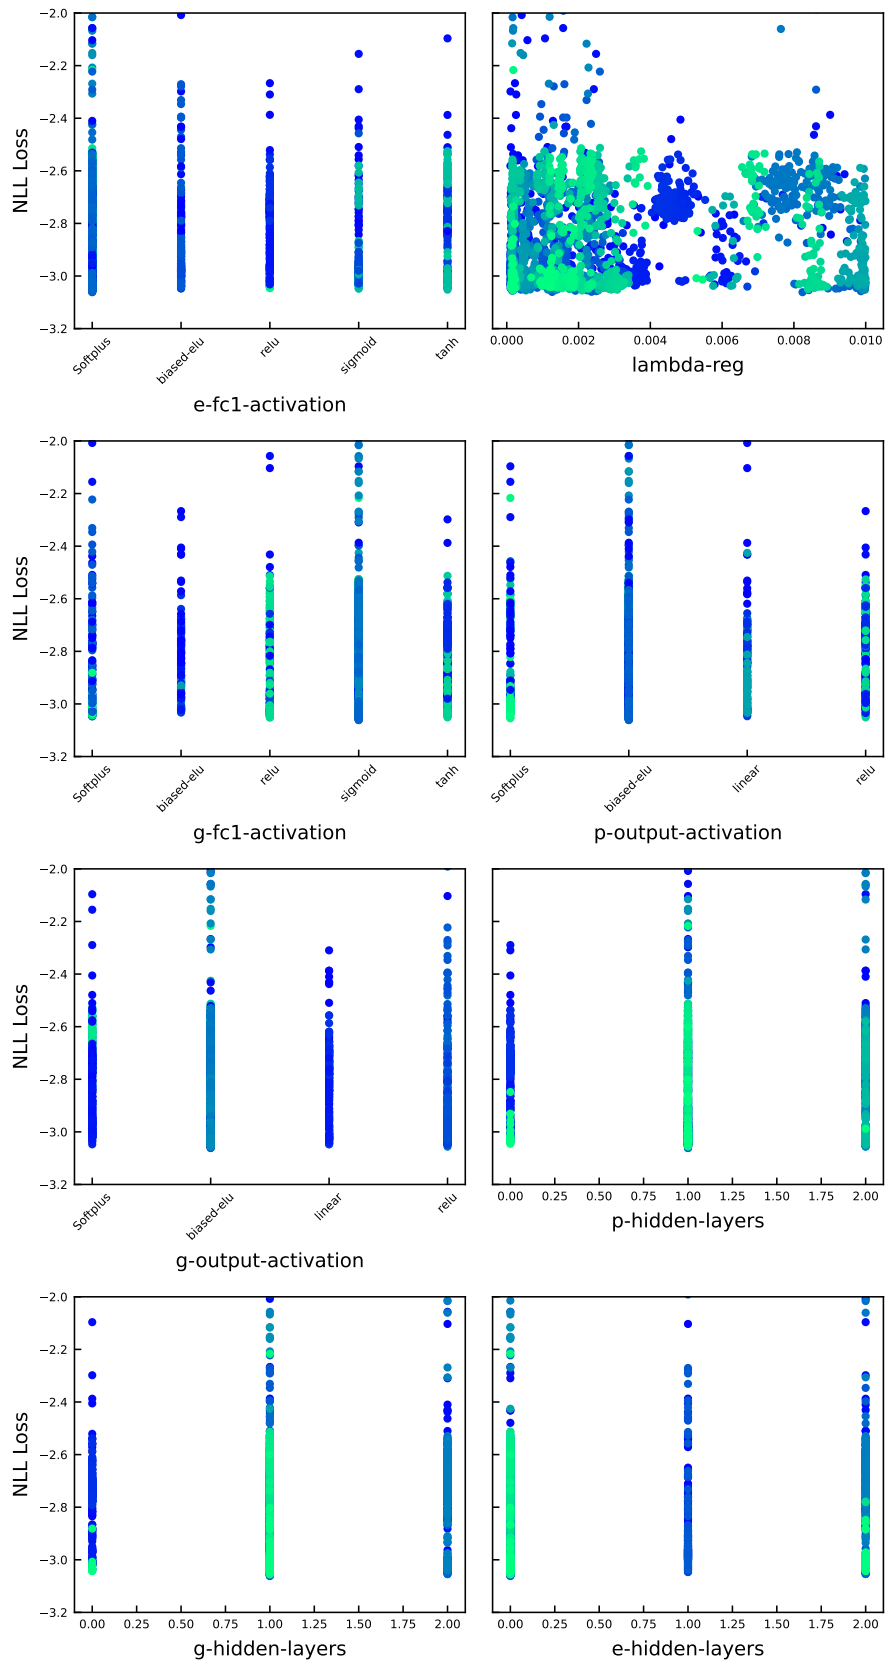 −2.0
−2.2
−2.4
−2.6
−2.8
−3.0
−3.2
NLL Loss
Softplus
biased-elu
relu
sigmoid
tanh
e-fc1-activation
0.000
0.002
0.004
0.006
0.008
0.010
lambda-reg
−2.0
−2.2
−2.4
−2.6
−2.8
−3.0
−3.2
NLL Loss
Softplus
biased-elu
relu
sigmoid
tanh
g-fc1-activation
Softplus
biased-elu
linear
relu
p-output-activation
−2.0
−2.2
−2.4
−2.6
−2.8
−3.0
−3.2
NLL Loss
Softplus
biased-elu
linear
relu
g-output-activation
0.00 0.25 0.50 0.75 1.00 1.25 1.50 1.75 2.00
p-hidden-layers
−2.0
−2.2
−2.4
−2.6
−2.8
−3.0
−3.2
NLL Loss
0.00 0.25 0.50 0.75 1.00 1.25 1.50 1.75 2.00
g-hidden-layers
0.00 0.25 0.50 0.75 1.00 1.25 1.50 1.75 2.00
e-hidden-layers